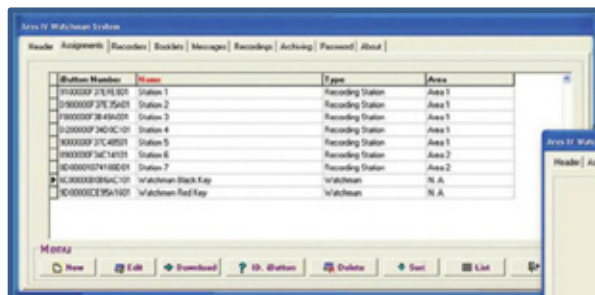 Ares IV Watchman System
Header Assignments Recorders Booklets Messages Recordings Archiving Password About
iButton Number Name Type Area
Station 1 Recording Station Area 1
Station 2 Recording Station Area 1
Station 3 Recording Station Area 1
Station 4 Recording Station Area 1
Station 5 Recording Station Area 1
Station 6 Recording Station Area 2
Station 7 Recording Station Area 2
Watchman Black Key Watchman N.A.
Watchman Red Key Watchman N.A.
Menu
New Edit Download ? ID. iButton Delete Sort List
Ares IV
Header